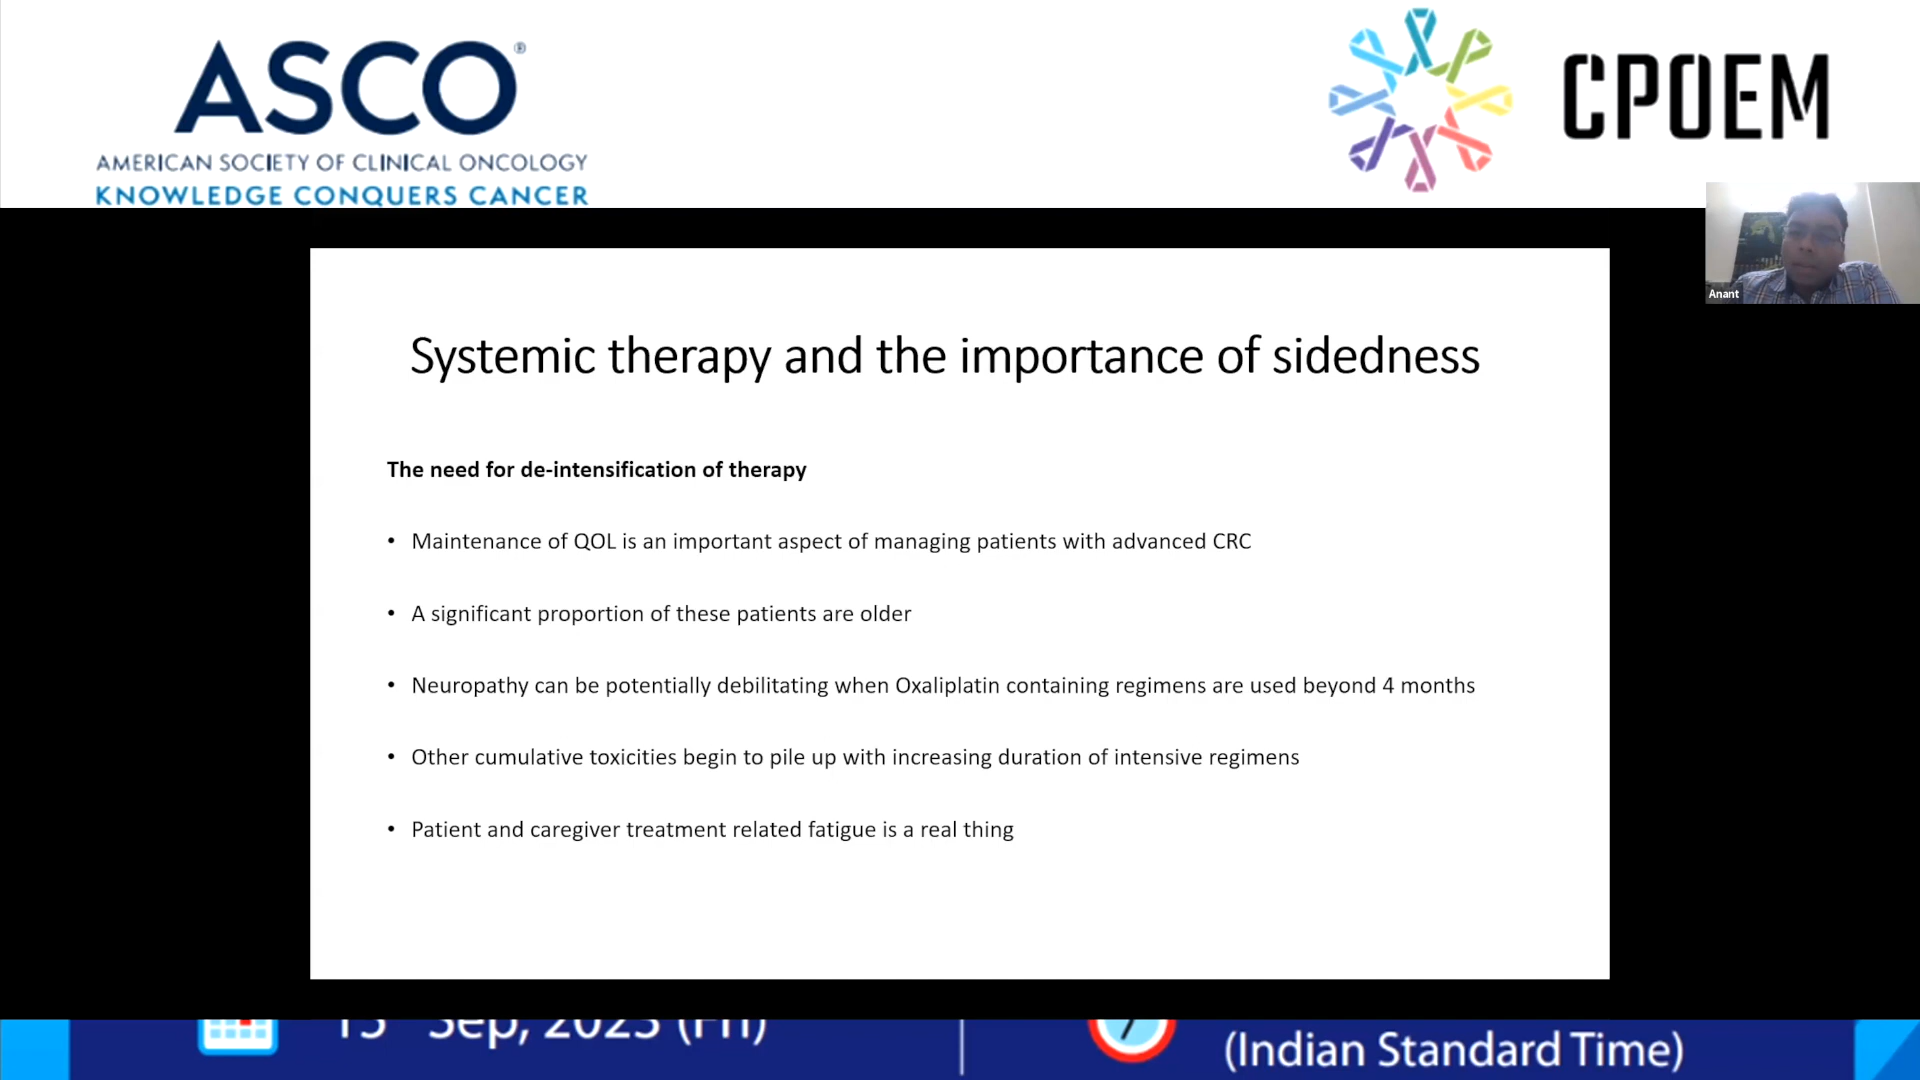 ASCO®
AMERICAN SOCIETY OF CLINICAL ONCOLOGY
KNOWLEDGE CONQUERS CANCER
CPOEM
Anant
Systemic therapy and the importance of sidedness
The need for de-intensification of therapy
• Maintenance of QOL is an important aspect of managing patients with advanced CRC
• A significant proportion of these patients are older
• Neuropathy can be potentially debilitating when Oxaliplatin containing regimens are used beyond 4 months
• Other cumulative toxicities begin to pile up with increasing duration of intensive regimens
• Patient and caregiver treatment related fatigue is a real thing
Sep, 2023 (Fri)
(Indian Standard Time)